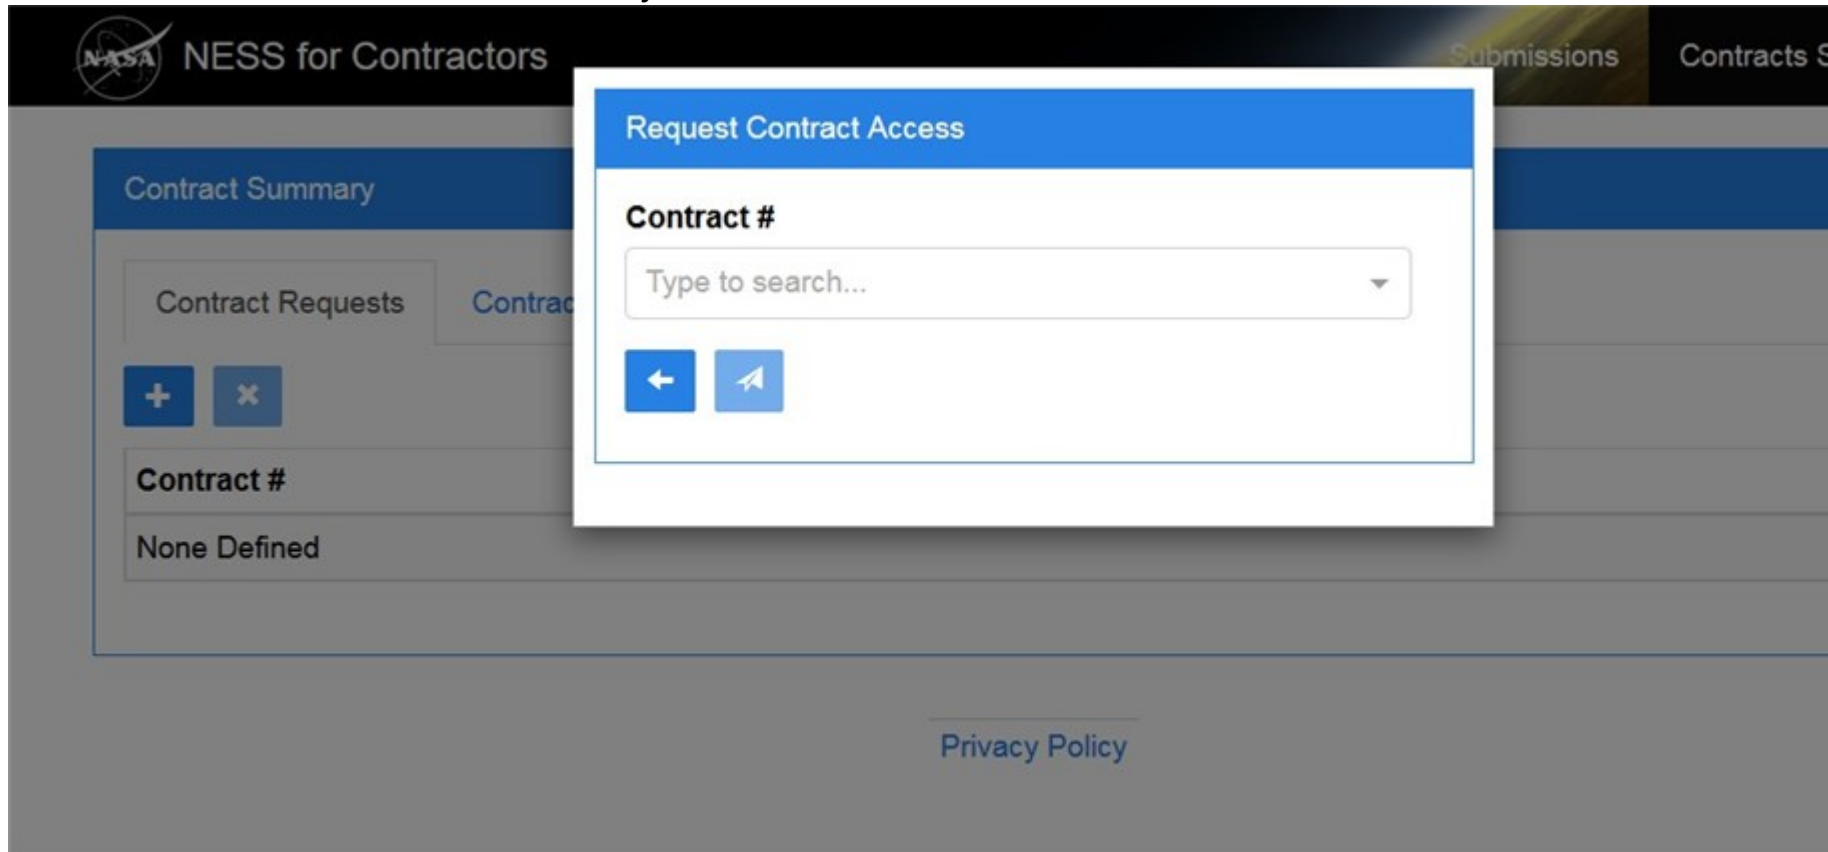 NASA NESS for Contractors
Submissions
Contracts
Request Contract Access
Contract Summary
Contract #
Type to search...
Contract Requests
Contract #
None Defined
Privacy Policy